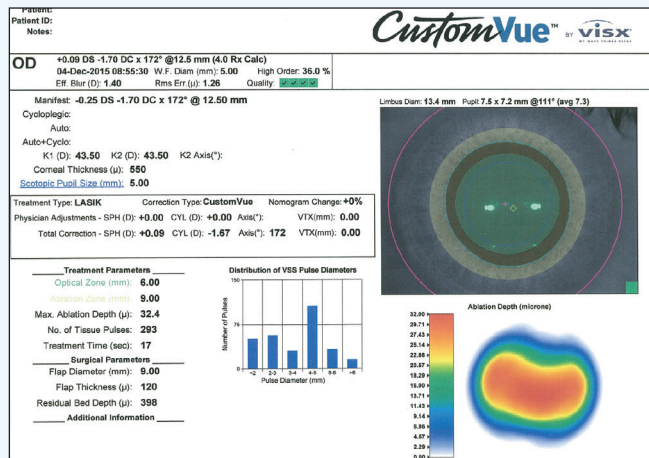 Patient:
Patient ID:
Notes:
CustomVue™ BY VISX
OD
+0.09 DS -1.70 DC x 172° @12.5 mm (4.0 Rx Calc)
04-Dec-2015 08:55:30 W.F. Diam (mm): 5.00 High Order: 36.0 %
Eff. Blur (D): 1.40 Rms Err.(µ): 1.26 Quality:
Manifest: -0.25 DS -1.70 DC x 172° @ 12.50 mm
Cycloplegic:
Auto:
Auto+Cyclo:
K1 (D): 43.50 K2 (D): 43.50 K2 Axis(°):
Corneal Thickness (µ): 550
Scotopic Pupil Size (mm): 5.00
Limbus Diam: 13.4 mm Pupil 7.5 x 7.2 mm @111° (avg 7.3)
Treatment Type: LASIK Correction Type: CustomVue Nomogram Change: +0%
Physician Adjustments - SPH (D): +0.00 CYL (D): +0.00 Axis(°): VTX(mm): 0.00
Total Correction - SPH (D): +0.09 CYL (D): -1.67 Axis(°): 172 VTX(mm): 0.00
Treatment Parameters
Optical Zone (mm): 6.00
Ablation Zone (mm): 9.00
Max. Ablation Depth (µ): 32.4
No. of Tissue Pulses: 293
Treatment Time (sec): 17
Surgical Parameters
Flap Diameter (mm): 9.00
Flap Thickness (µ): 120
Residual Bed Depth (µ): 398
Additional Information
Distribution of VSS Pulse Diameters
Number of Pulses
150
75
0
<2 2-3 3-4 4-5 5-6 >6
Pulse Diameter (mm)
Ablation Depth (microns)
32.00
29.71
27.43
25.14
22.86
20.57
18.29
16.00
13.71
11.43
9.14
6.86
4.57
2.29
0.00